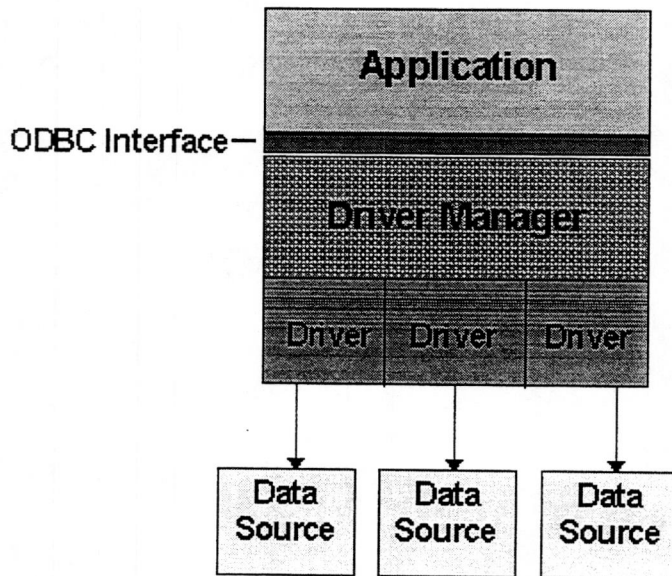 Application
ODBC Interface
Driver Manager
Driver Driver Driver
Data Source
Data Source
Data Source